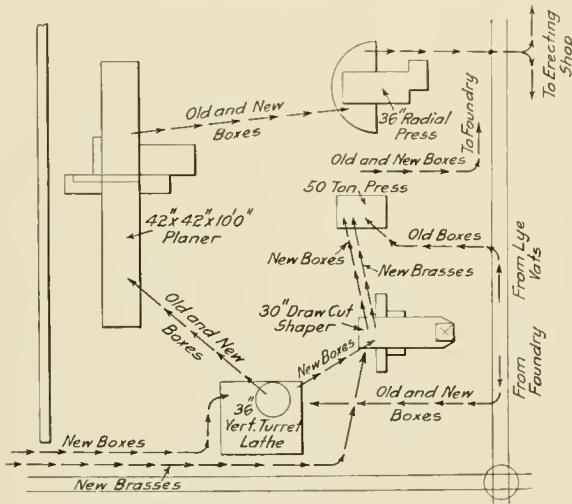 To Erecting
Shop
Old and New
Boxes
36" Radial
Press
To Foundry
Old and New Boxes
50 Ton Press
42"x 42"x 10'0"
Planer
Old Boxes
New Boxes
New Brasses
From Lye
Vats
30" Draw Cut
Shaper
Old and New
Boxes
New Boxes
From
Foundry
36"
Vert. Turret
Lathe
Old and New
Boxes
New Boxes
New Brasses